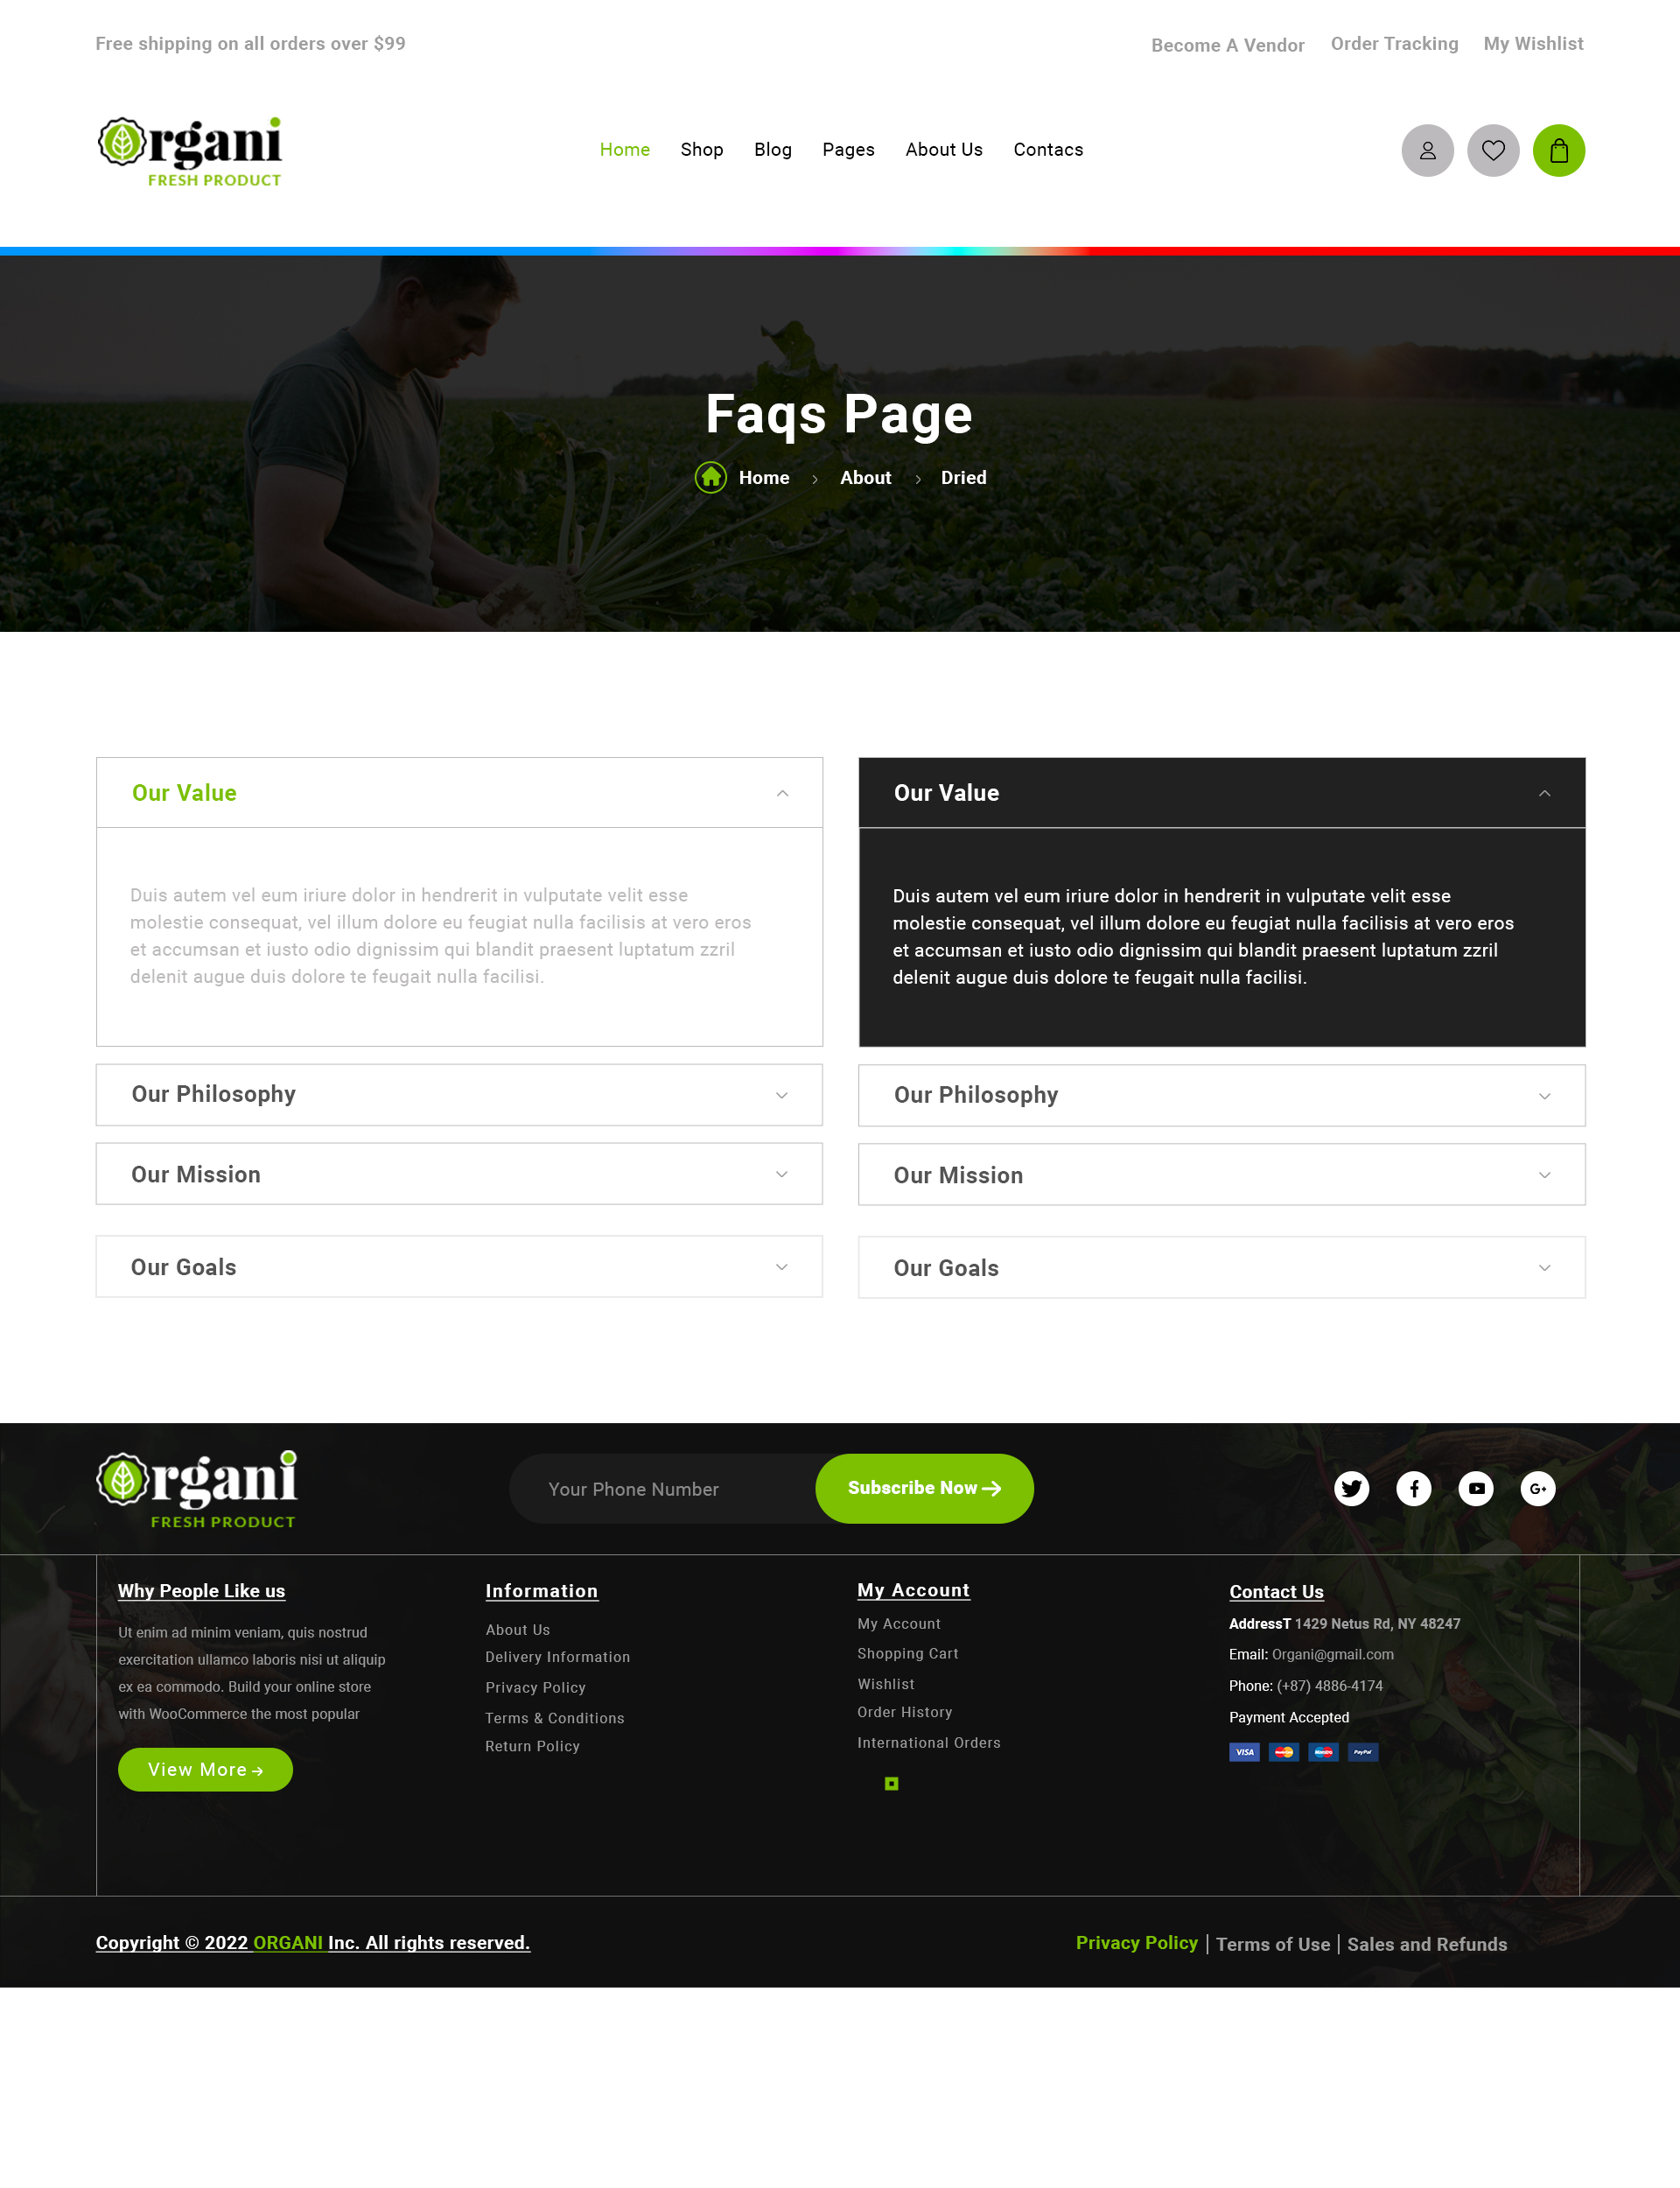 Free shipping on all orders over $99
Become A Vendor Order Tracking My Wishlist
Organi
FRESH PRODUCT
Home Shop Blog Pages About Us Contacs
Faqs Page
Home › About › Dried
Our Value
Duis autem vel eum iriure dolor in hendrerit in vulputate velit esse
molestie consequat, vel illum dolore eu feugiat nulla facilisis at vero eros
et accumsan et iusto odio dignissim qui blandit praesent luptatum zzril
delenit augue duis dolore te feugait nulla facilisi.
Our Philosophy
Our Mission
Our Goals
Our Value
Duis autem vel eum iriure dolor in hendrerit in vulputate velit esse
molestie consequat, vel illum dolore eu feugiat nulla facilisis at vero eros
et accumsan et iusto odio dignissim qui blandit praesent luptatum zzril
delenit augue duis dolore te feugait nulla facilisi.
Our Philosophy
Our Mission
Our Goals
Organi
FRESH PRODUCT
Your Phone Number
Subscribe Now
G+
Why People Like us
Ut enim ad minim veniam, quis nostrud
exercitation ullamco laboris nisi ut aliquip
ex ea commodo. Build your online store
with WooCommerce the most popular
View More
Information
About Us
Delivery Information
Privacy Policy
Terms & Conditions
Return Policy
My Account
My Account
Shopping Cart
Wishlist
Order History
International Orders
Contact Us
AddressT 1429 Netus Rd, NY 48247
Email: Organi@gmail.com
Phone: (+87) 4886-4174
Payment Accepted
VISA MasterCard Maestro PayPal
Copyright © 2022 ORGANI Inc. All rights reserved.
Privacy Policy | Terms of Use | Sales and Refunds